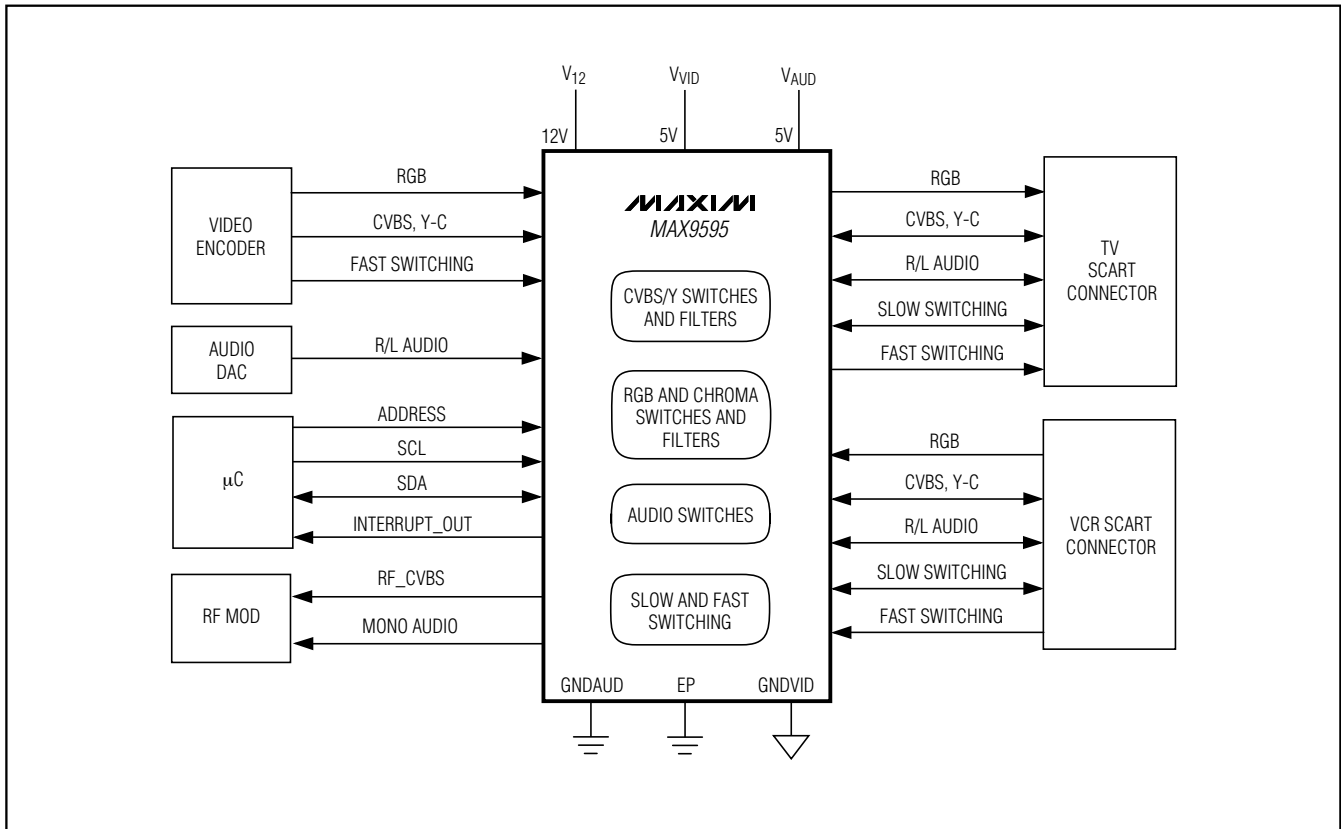 V12
VVID
VAUD
12V
5V
5V
VIDEO
ENCODER
RGB
CVBS, Y-C
FAST SWITCHING
AUDIO
DAC
R/L AUDIO
μC
ADDRESS
SCL
SDA
INTERRUPT_OUT
RF MOD
RF_CVBS
MONO AUDIO
MAXIM
MAX9595
CVBS/Y SWITCHES
AND FILTERS
RGB AND CHROMA
SWITCHES AND
FILTERS
AUDIO SWITCHES
SLOW AND FAST
SWITCHING
GNDAUD
EP
GNDVID
RGB
CVBS, Y-C
R/L AUDIO
SLOW SWITCHING
FAST SWITCHING
TV
SCART
CONNECTOR
RGB
CVBS, Y-C
R/L AUDIO
SLOW SWITCHING
FAST SWITCHING
VCR SCART
CONNECTOR